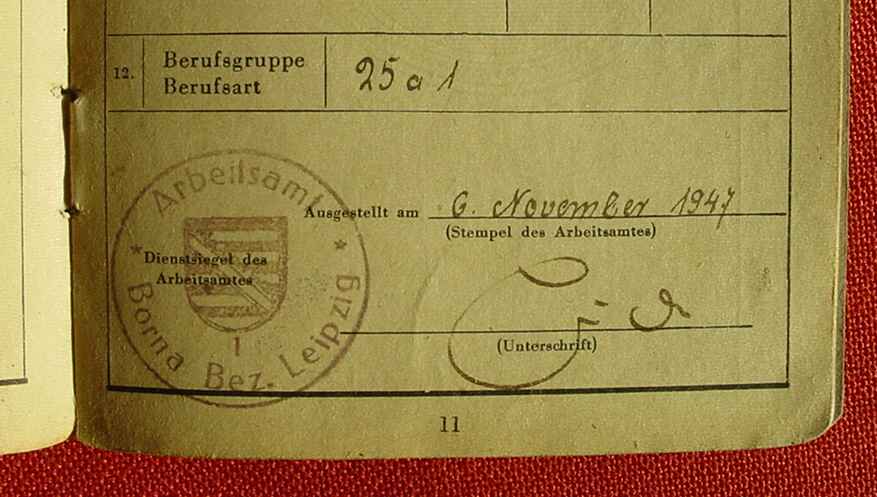 12. Berufsgruppe
Berufsart
25 a 1
Arbeitsamt
Ausgestellt am 6. November 1947
(Stempel des Arbeitsamtes)
Dienstsiegel des
Arbeitsamtes
* Borna Bez. Leipzig *
1
(Unterschrift)
11